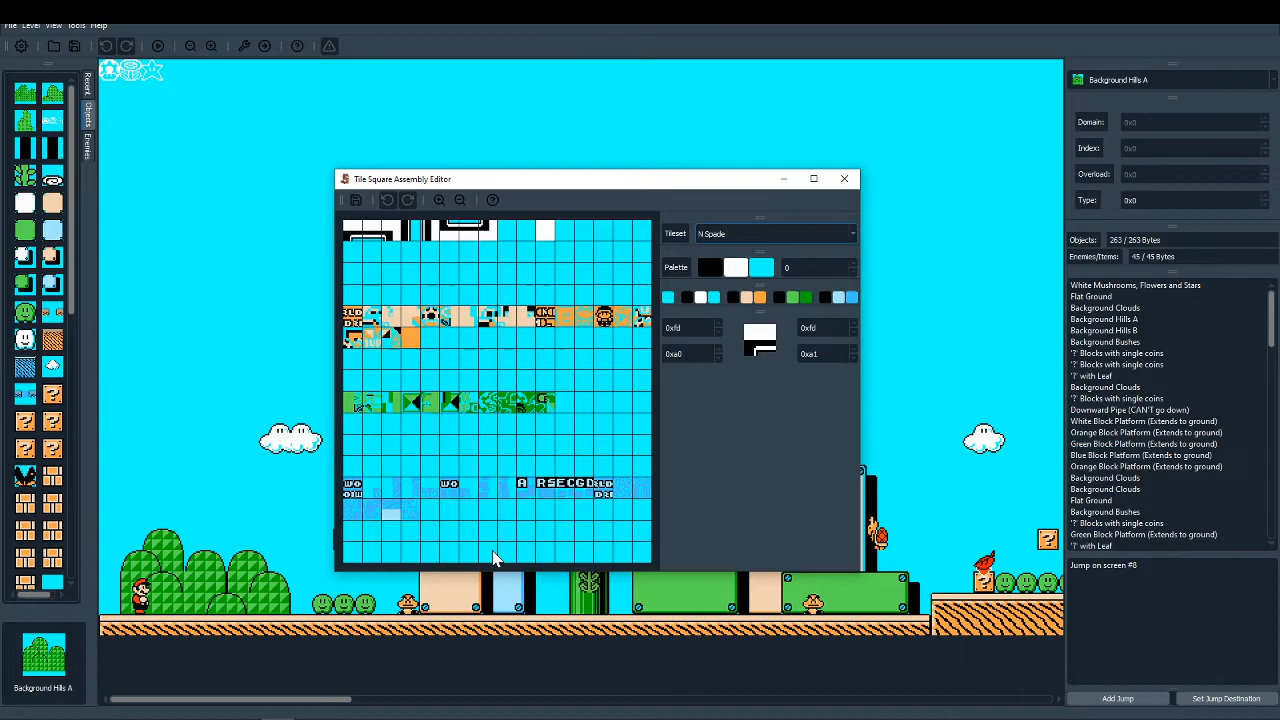 File Level View Tools Help
Recent
Objects
Enemies
Background Hills A
Tile Square Assembly Editor
Tileset
N Spade
Palette
0
0xfd
0xfd
0xa0
0xa1
WO
WO
A RSECGD
Background Hills A
Domain:
0x0
Index:
0x0
Overload:
0x0
Type:
0x0
Objects:
263 / 263 Bytes
Enemies/Items:
45 / 45 Bytes
White Mushrooms, Flowers and Stars
Flat Ground
Background Clouds
Background Hills A
Background Hills B
Background Bushes
'?' Blocks with single coins
'?' Blocks with single coins
'?' with Leaf
Background Clouds
'?' Blocks with single coins
Downward Pipe (CAN'T go down)
White Block Platform (Extends to ground)
Orange Block Platform (Extends to ground)
Green Block Platform (Extends to ground)
Blue Block Platform (Extends to ground)
Orange Block Platform (Extends to ground)
Background Clouds
Background Clouds
Flat Ground
Background Bushes
'?' Blocks with single coins
Green Block Platform (Extends to ground)
'?' with Leaf
Jump on screen #8
Add Jump
Set Jump Destination